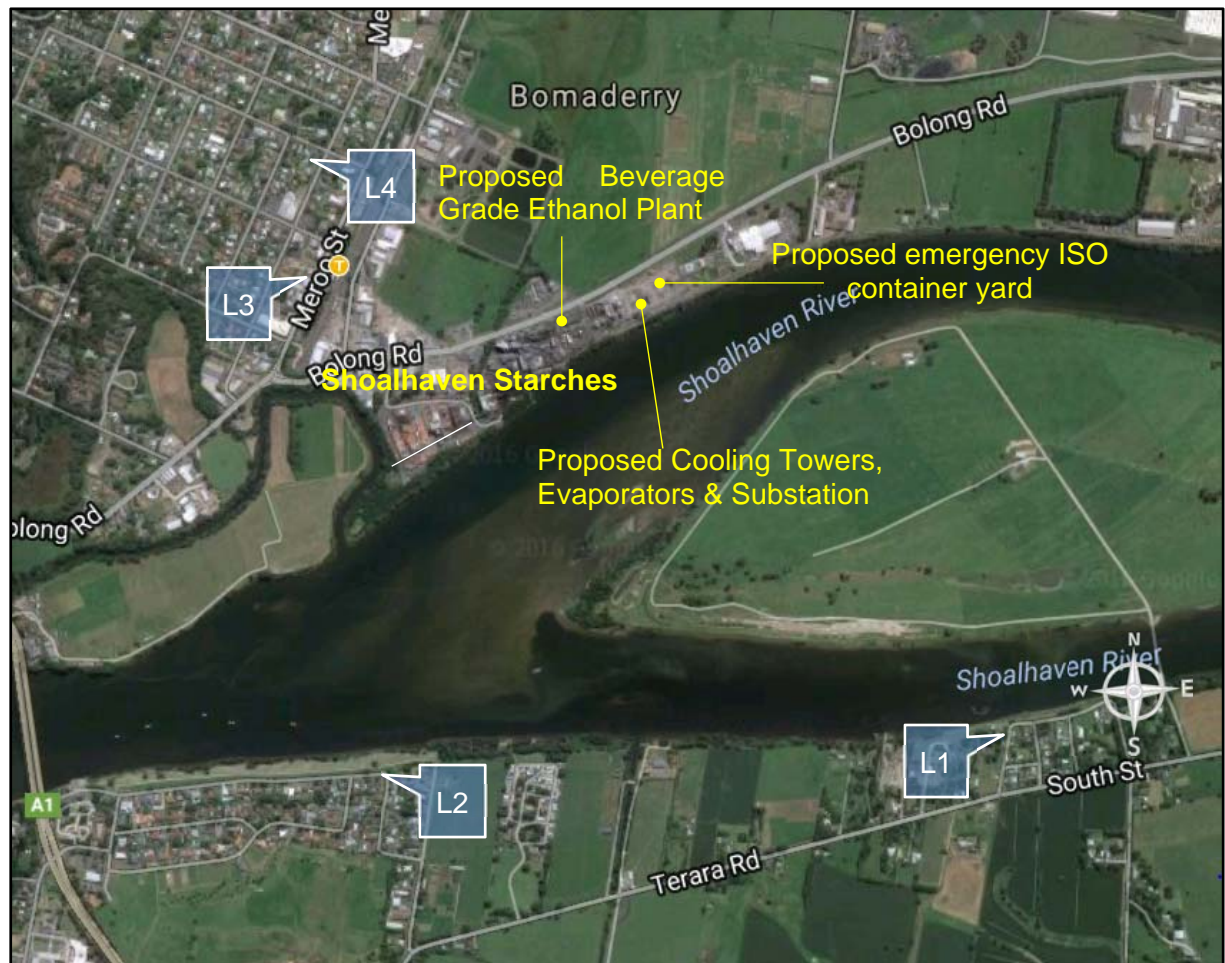 Me
Bomaderry
Bolong Rd
L4
Proposed Beverage
Grade Ethanol Plant
Meroo St
T
Proposed emergency ISO
container yard
L3
Shoalhaven River
Bolong Rd
Shoalhaven Starches
Proposed Cooling Towers,
Evaporators & Substation
olong Rd
© 2016
N
Shoalhaven River
W
E
S
L1
South St
L2
A1
Terara Rd